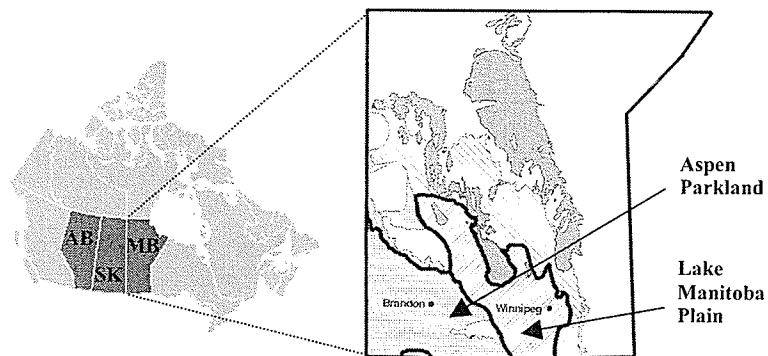 AB
SK
MB
Brandon
Winnipeg
Aspen
Parkland
Lake
Manitoba
Plain